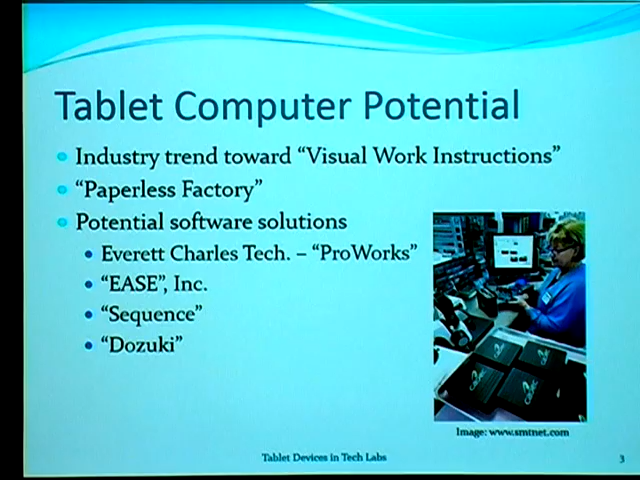 Tablet Computer Potential
Industry trend toward “Visual Work Instructions”
“Paperless Factory”
Potential software solutions
Everett Charles Tech. – “ProWorks”
“EASE”, Inc.
“Sequence”
“Dozuki”
Image: www.smtnet.com
Tablet Devices in Tech Labs
3